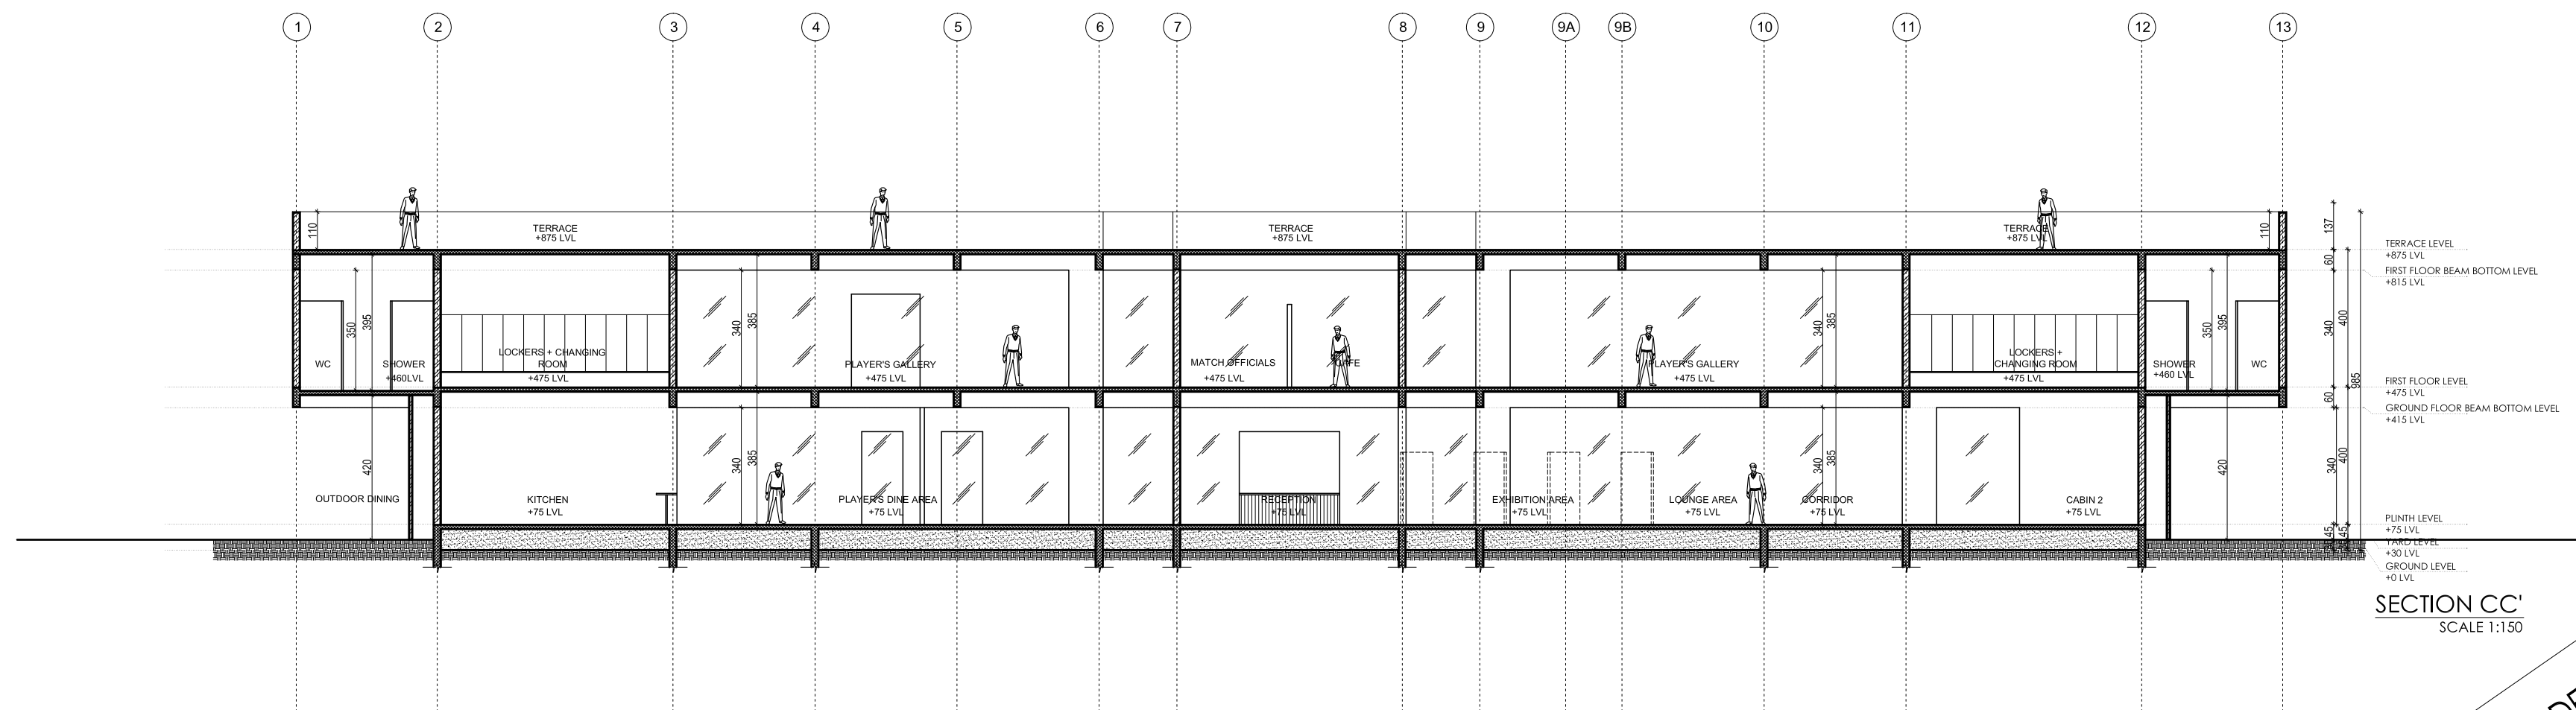 1
2
3
4
5
6
7
8
9
9A
9B
10
11
12
13
TERRACE
+875 LVL
TERRACE
+875 LVL
TERRACE
+875 LVL
110
110
137
60
340
400
985
60
340
400
45
45
TERRACE LEVEL
+875 LVL
FIRST FLOOR BEAM BOTTOM LEVEL
+815 LVL
FIRST FLOOR LEVEL
+475 LVL
GROUND FLOOR BEAM BOTTOM LEVEL
+415 LVL
PLINTH LEVEL
+75 LVL
YARD LEVEL
+30 LVL
GROUND LEVEL
+0 LVL
350
395
340
385
340
385
350
395
WC
SHOWER
+460LVL
LOCKERS + CHANGING
ROOM
+475 LVL
PLAYER'S GALLERY
+475 LVL
MATCH OFFICIALS
+475 LVL
PLAYER'S GALLERY
+475 LVL
LOCKERS +
CHANGING ROOM
+475 LVL
SHOWER
+460 LVL
WC
420
340
385
340
385
420
OUTDOOR DINING
KITCHEN
+75 LVL
PLAYER'S DINE AREA
+75 LVL
RECEPTION
+75 LVL
EXHIBITION AREA
+75 LVL
LOUNGE AREA
+75 LVL
CORRIDOR
+75 LVL
CABIN 2
+75 LVL
SECTION CC'
SCALE 1:150